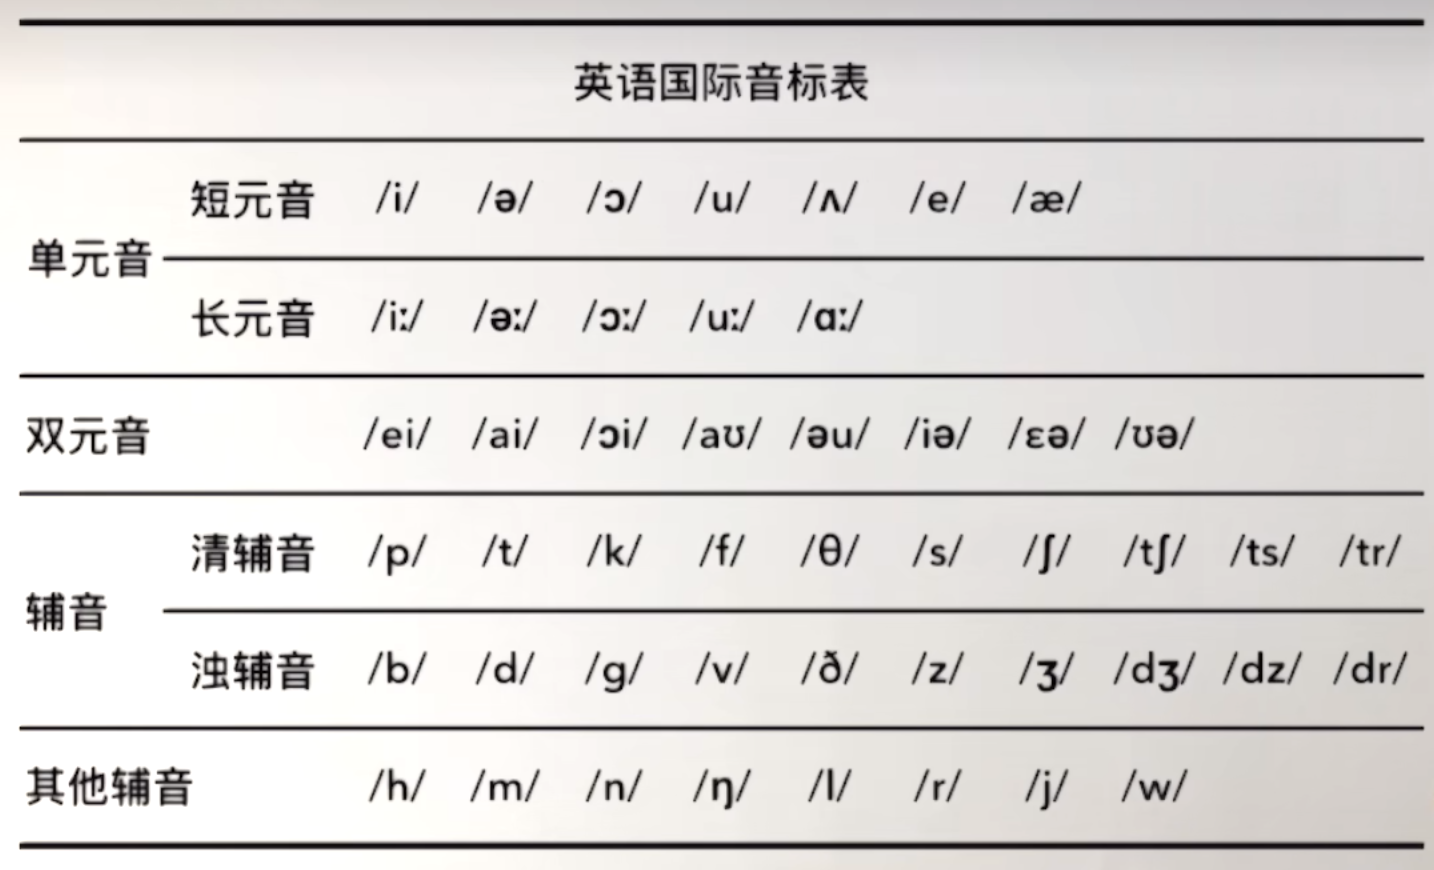 英语国际音标表
单元音
短元音 /i/ /ə/ /ɔ/ /u/ /ʌ/ /e/ /æ/
长元音 /iː/ /əː/ /ɔː/ /uː/ /ɑː/
双元音 /ei/ /ai/ /ɔi/ /aʊ/ /əu/ /iə/ /ɛə/ /ʊə/
辅音
清辅音 /p/ /t/ /k/ /f/ /θ/ /s/ /ʃ/ /tʃ/ /ts/ /tr/
浊辅音 /b/ /d/ /g/ /v/ /ð/ /z/ /ʒ/ /dʒ/ /dz/ /dr/
其他辅音 /h/ /m/ /n/ /ŋ/ /l/ /r/ /j/ /w/